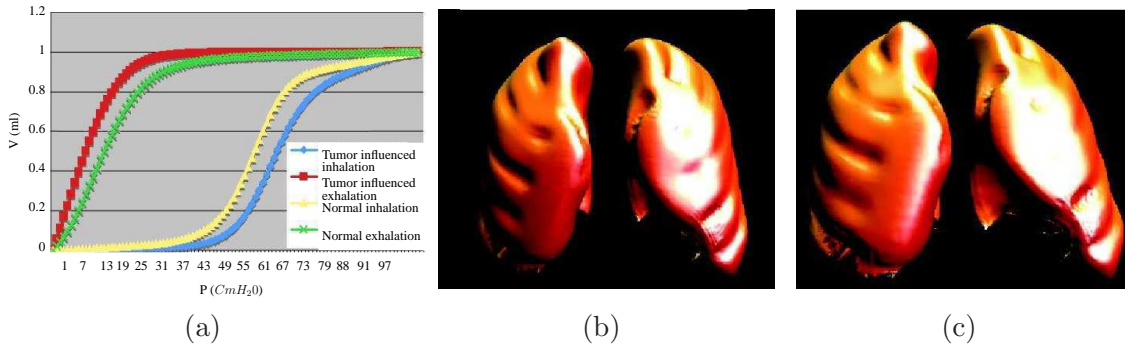 1.2
1
0.8
0.6
0.4
0.2
0
V (ml)
Tumor influenced
inhalation
Tumor influenced
exhalation
Normal inhalation
Normal exhalation
1 7 13 19 25 31 37 43 49 55 61 67 73 79 88 91 97
P (CmH20)
(a)
(b)
(c)